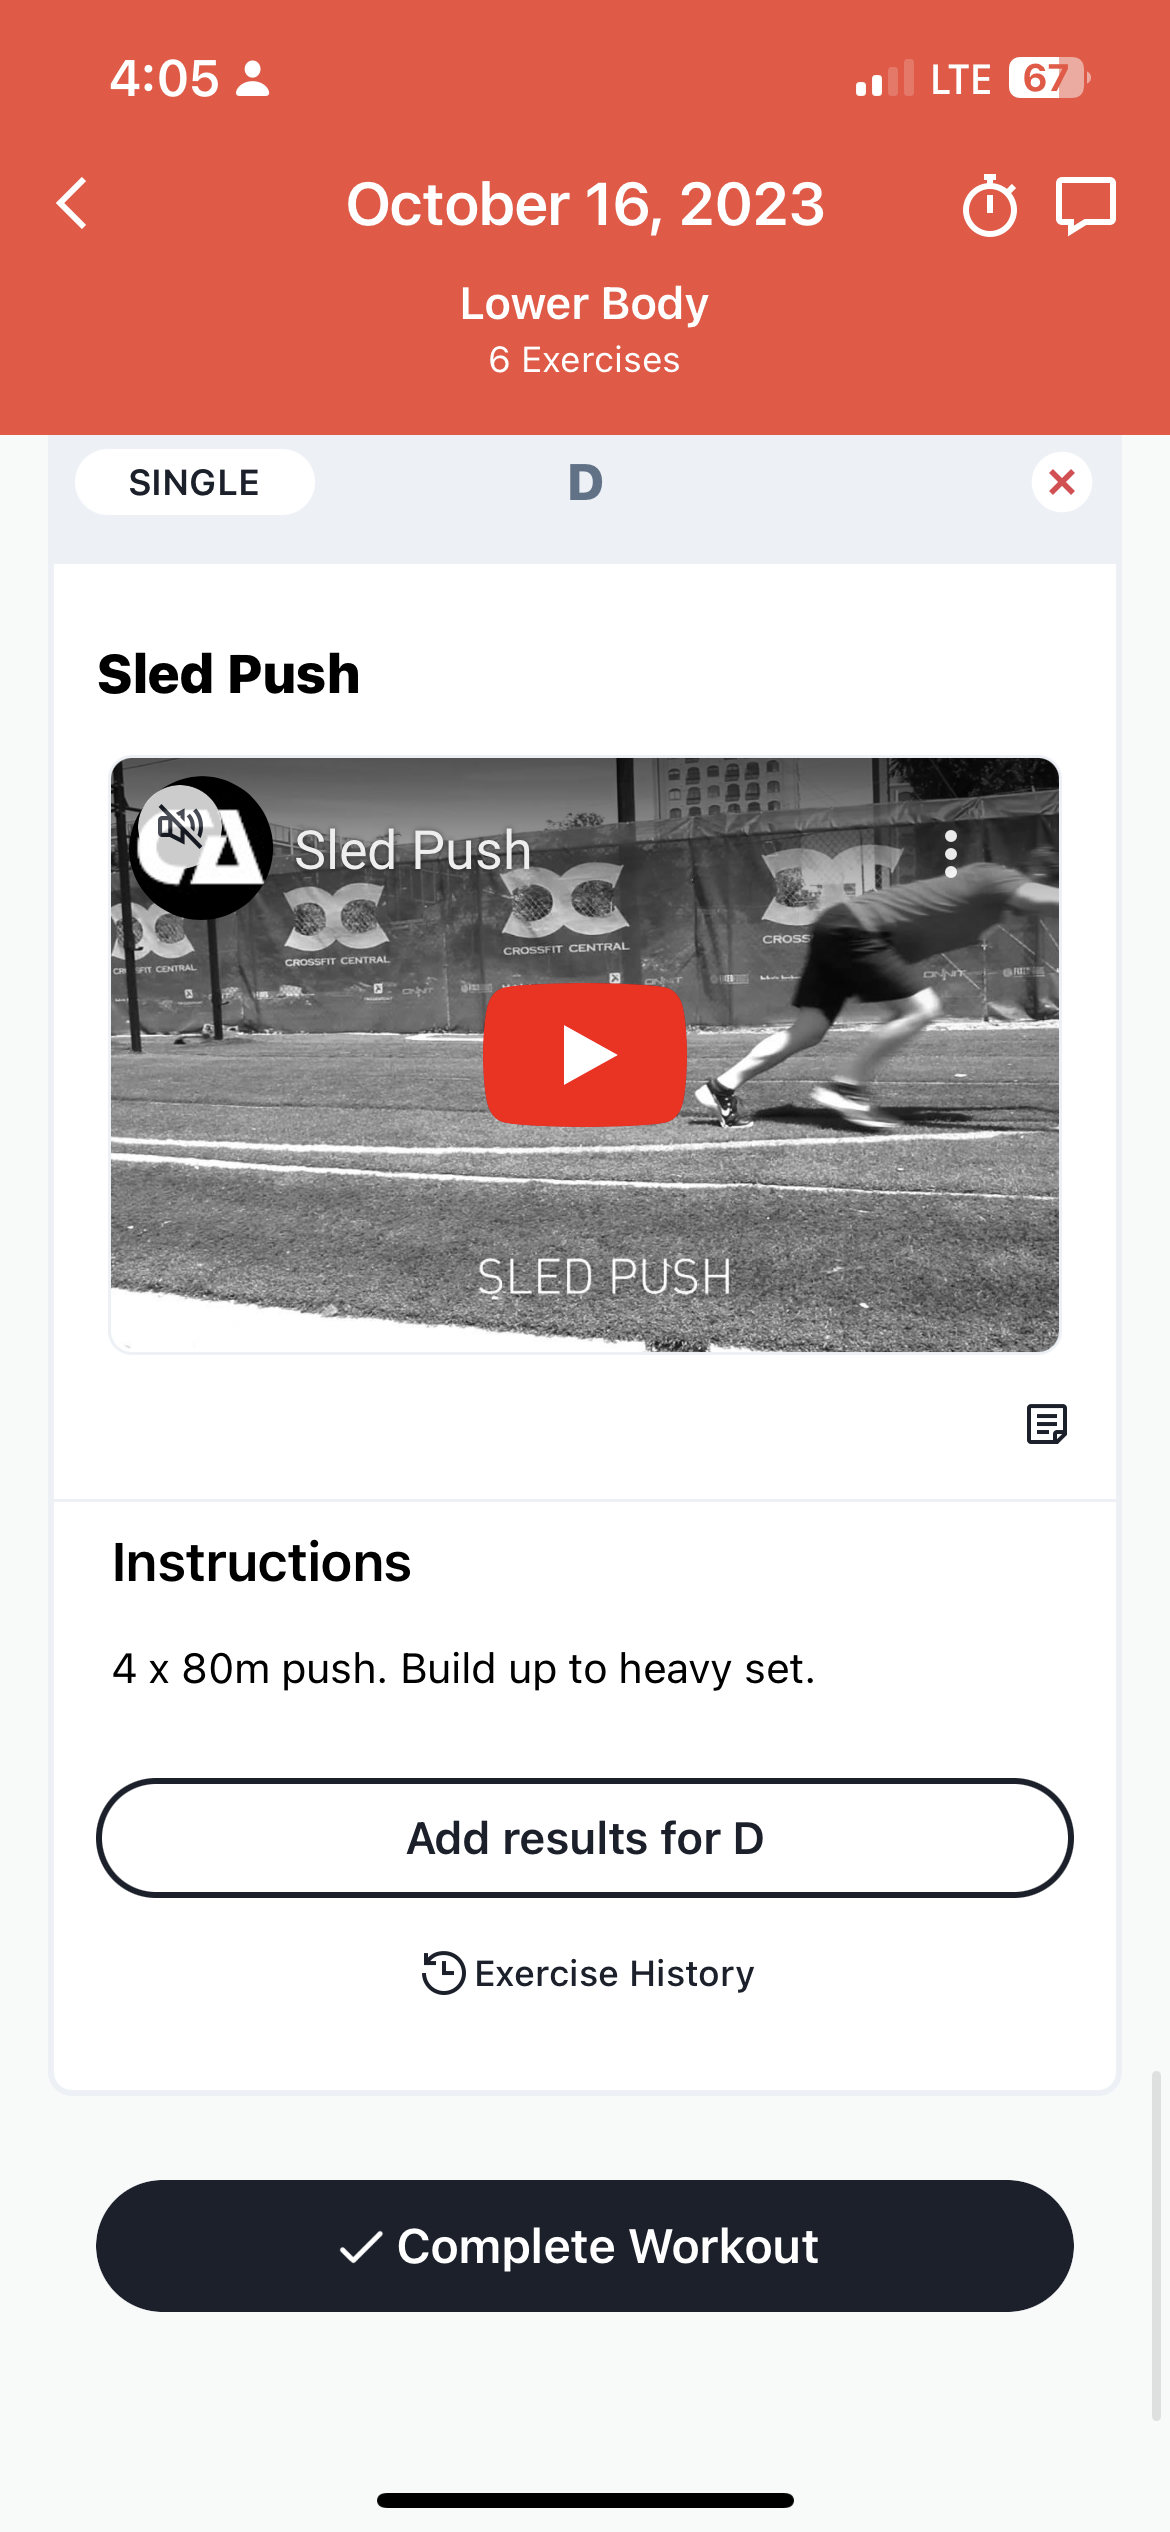 4:05
LTE 67
October 16, 2023
Lower Body
6 Exercises
SINGLE
D
Sled Push
CA
Sled Push
CROSSFIT CENTRAL
CROSSFIT CENTRAL
CROSSFIT CENTRAL
CROSS
ONNIT
SLED PUSH
Instructions
4 x 80m push. Build up to heavy set.
Add results for D
Exercise History
Complete Workout